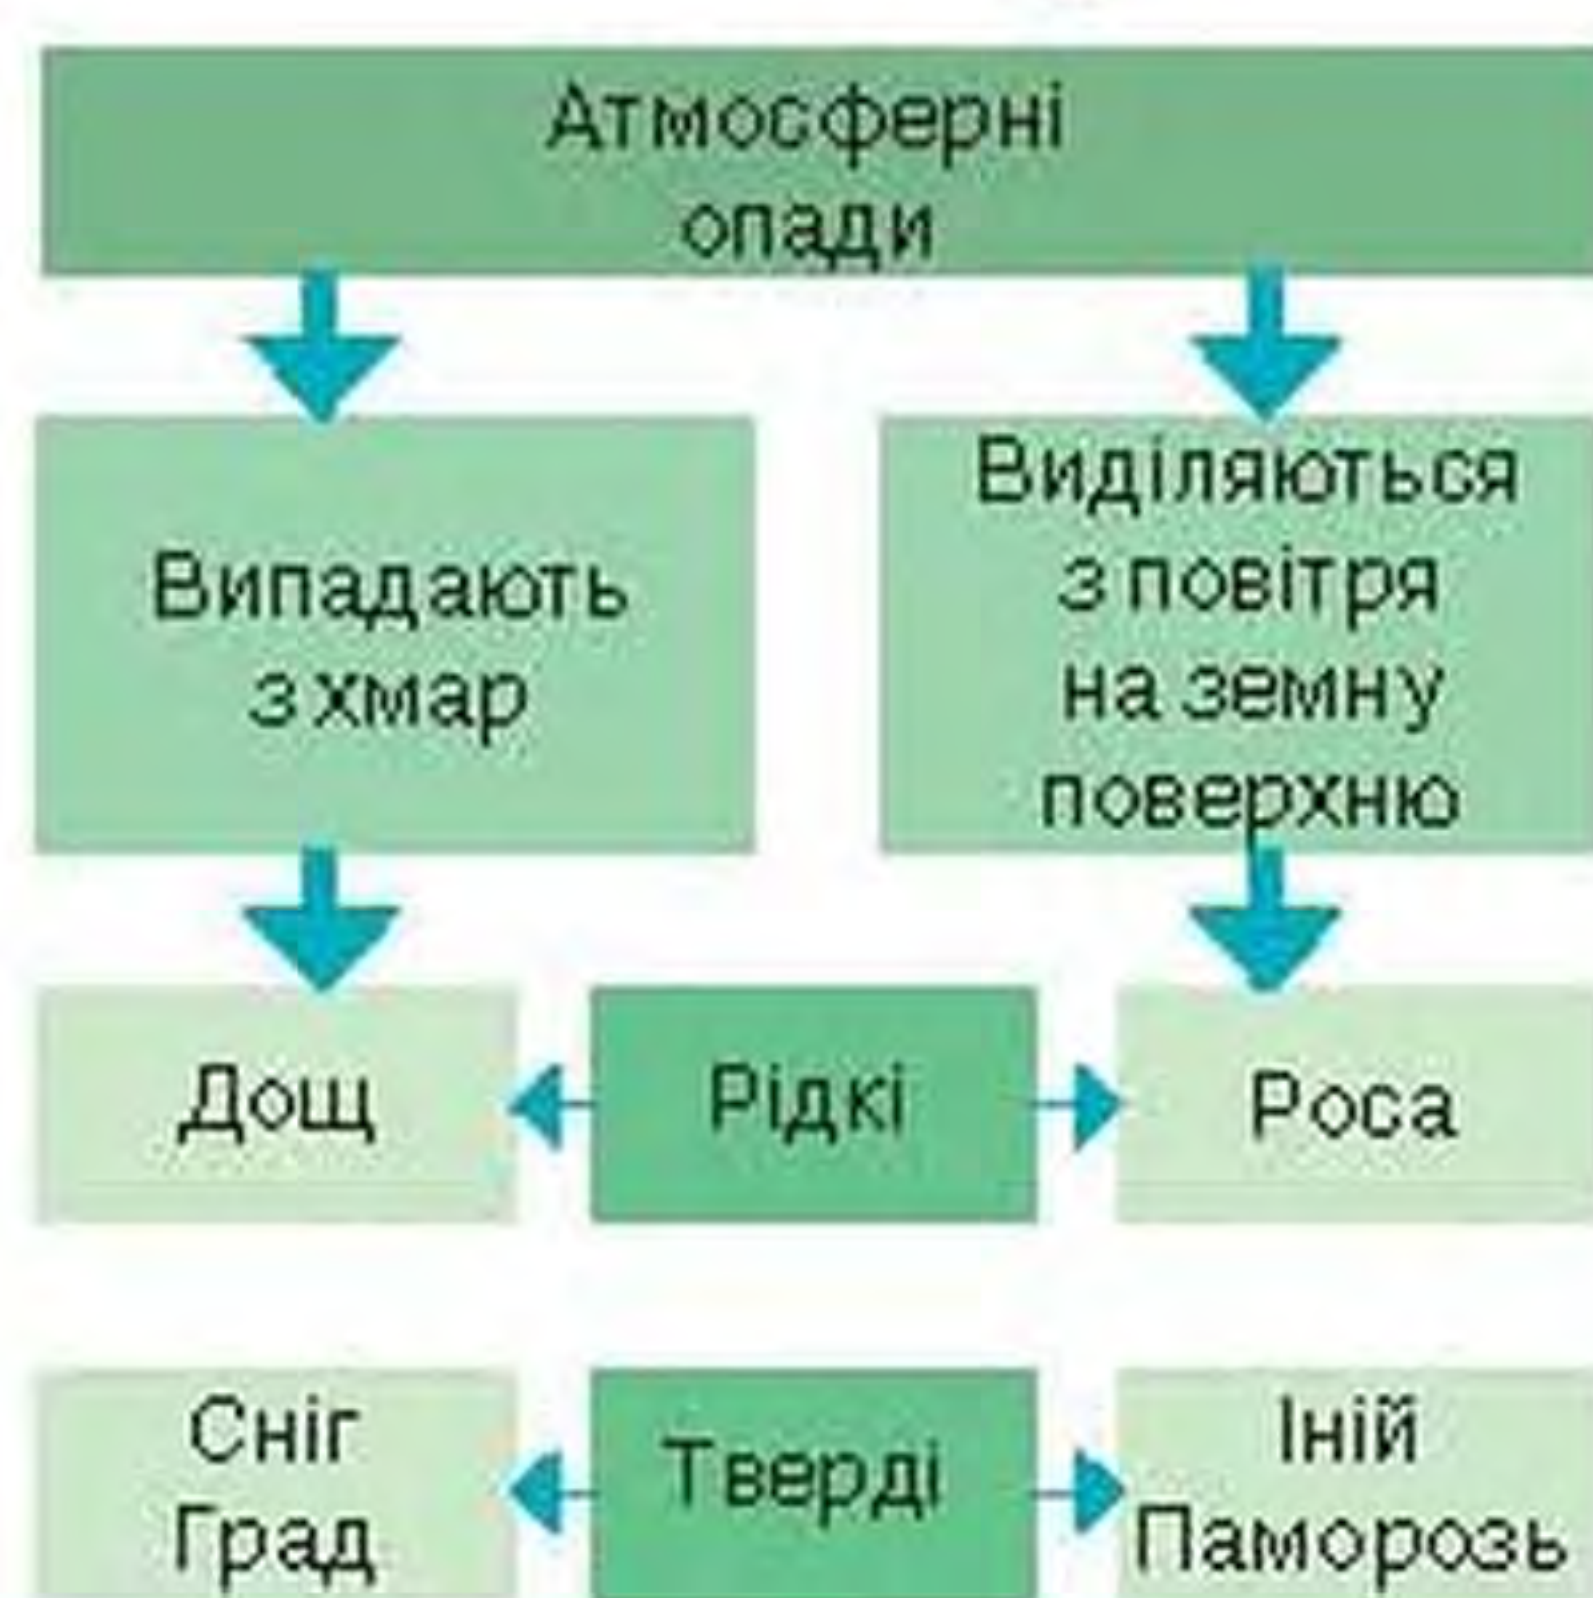 Атмосферні
опади
Випадають
з хмар
Виділяються
з повітря
на земну
поверхню
Дощ
Рідкі
Роса
Сніг
Град
Тверді
Іній
Паморозь